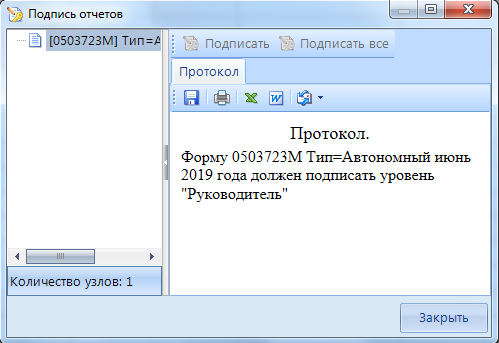 Подпись отчетов
[0503723M] Тип=А
Подписать
Подписать все
Протокол
Количество узлов: 1
Протокол.
Форму 0503723M Тип=Автономный июнь
2019 года должен подписать уровень
"Руководитель"
Закрыть